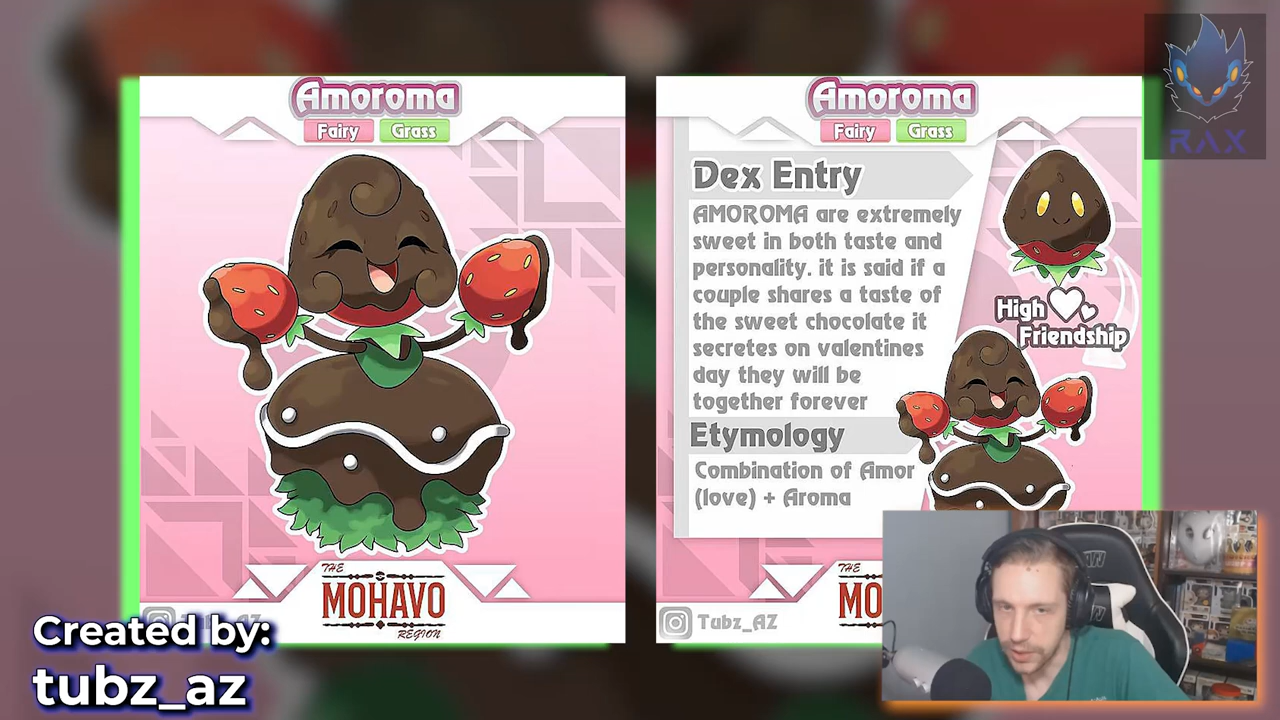 Amoroma
Fairy Grass
THE
MOHAVO
REGION
Amoroma
Fairy Grass
Dex Entry
AMOROMA are extremely
sweet in both taste and
personality. it is said if a
couple shares a taste of
the sweet chocolate it
secretes on valentines
day they will be
together forever
Etymology
Combination of Amor
(love) + Aroma
High
Friendship
THE
MO
Tubz_AZ
RAX
Created by:
tubz_az